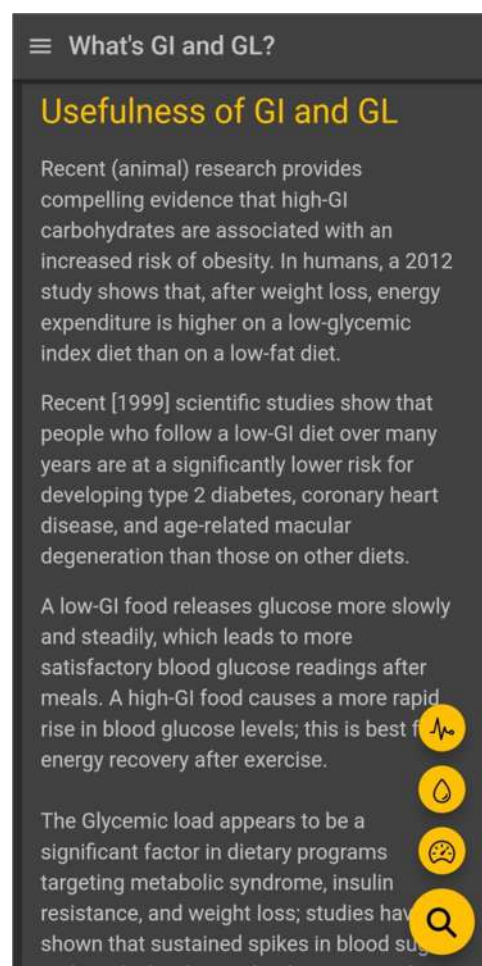 What's GI and GL?
Usefulness of GI and GL
Recent (animal) research provides
compelling evidence that high-GI
carbohydrates are associated with an
increased risk of obesity. In humans, a 2012
study shows that, after weight loss, energy
expenditure is higher on a low-glycemic
index diet than on a low-fat diet.
Recent [1999] scientific studies show that
people who follow a low-GI diet over many
years are at a significantly lower risk for
developing type 2 diabetes, coronary heart
disease, and age-related macular
degeneration than those on other diets.
A low-GI food releases glucose more slowly
and steadily, which leads to more
satisfactory blood glucose readings after
meals. A high-GI food causes a more rapid
rise in blood glucose levels; this is best
energy recovery after exercise.
The Glycemic load appears to be a
significant factor in dietary programs
targeting metabolic syndrome, insulin
resistance, and weight loss; studies
shown that sustained spikes in blood